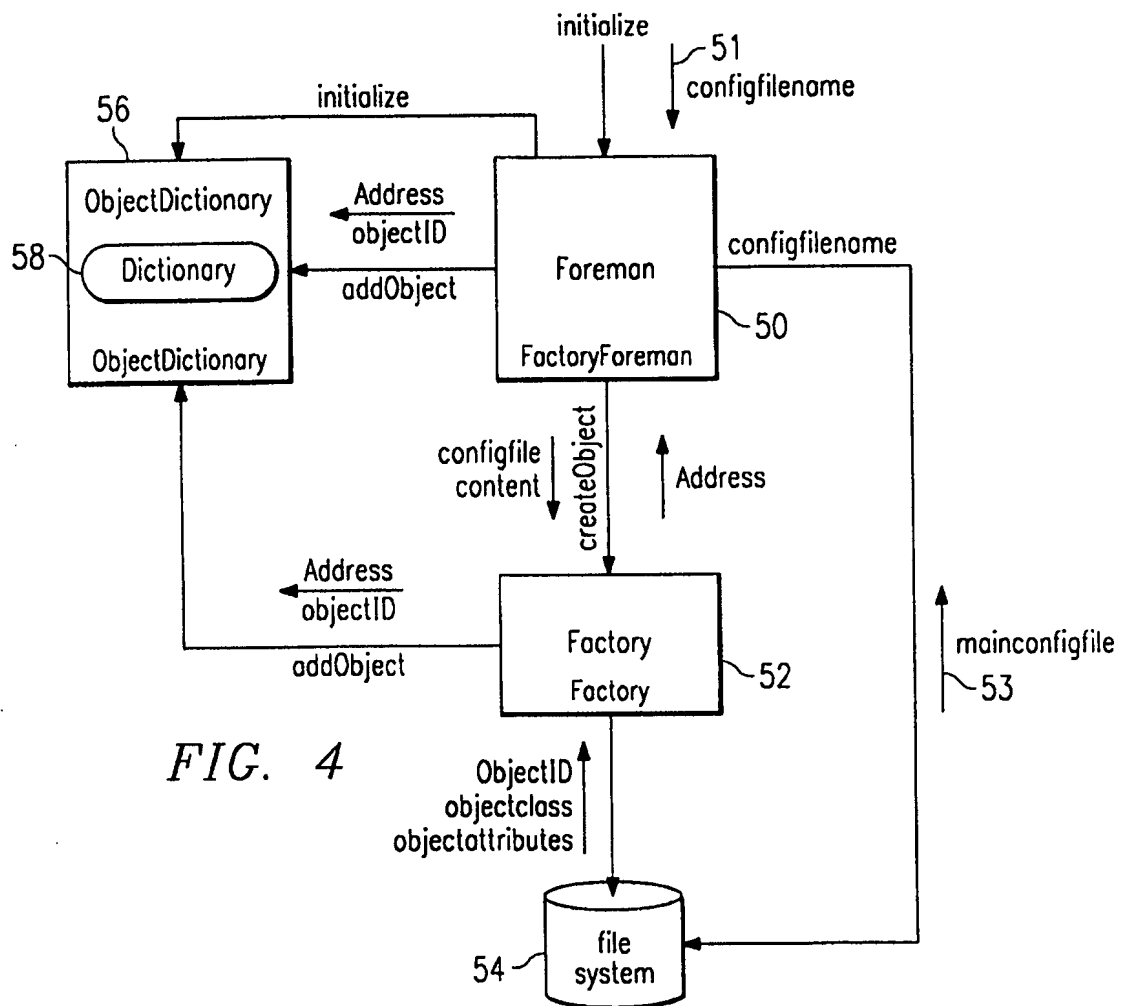 initialize
51
configfilename
initialize
56
ObjectDictionary
58
Dictionary
ObjectDictionary
Address
objectID
addObject
Foreman
FactoryForeman
50
configfilename
configfile
content
createObject
Address
Address
objectID
addObject
Factory
Factory
52
mainconfigfile
53
FIG. 4
ObjectID
objectclass
objectattributes
file
system
54